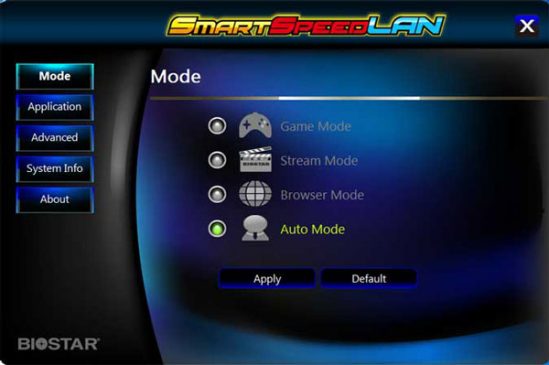 SmartSpeedLAN
X
Mode
Application
Advanced
System Info
About
Mode
Game Mode
BIOSTAR
Stream Mode
Browser Mode
Auto Mode
Apply
Default
BIOSTAR